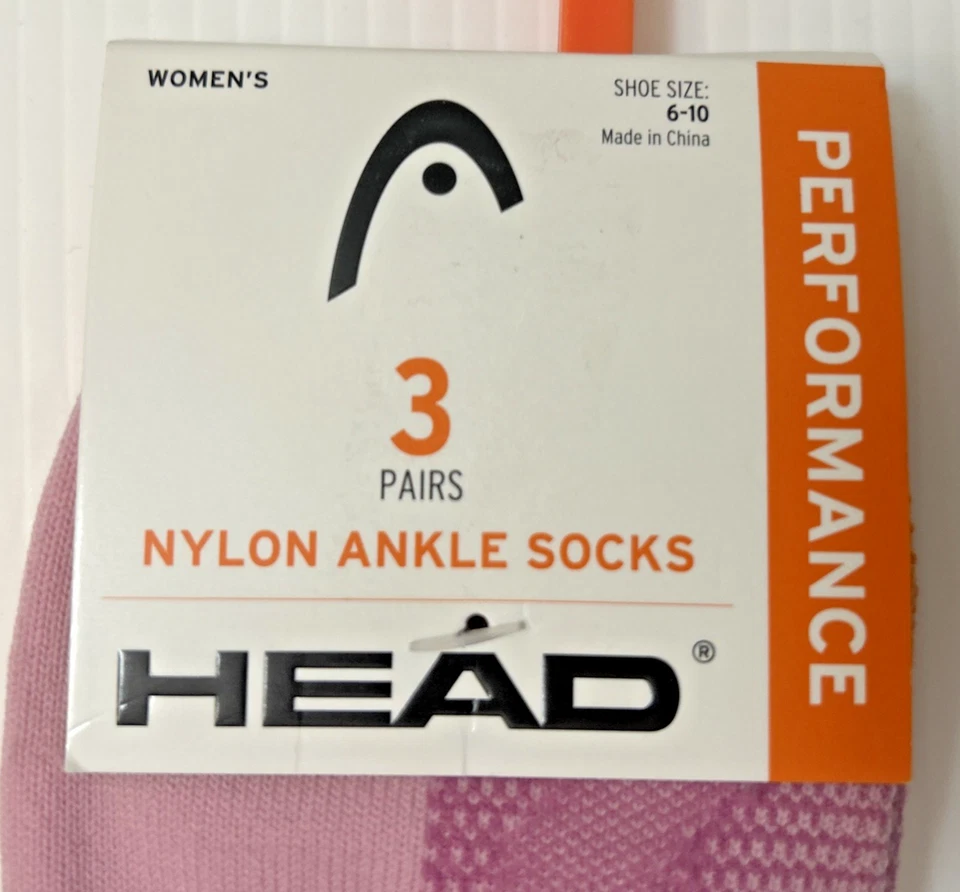 WOMEN'S
SHOE SIZE:
6-10
Made in China
3
PAIRS
NYLON ANKLE SOCKS
HEAD®
PERFORMANCE